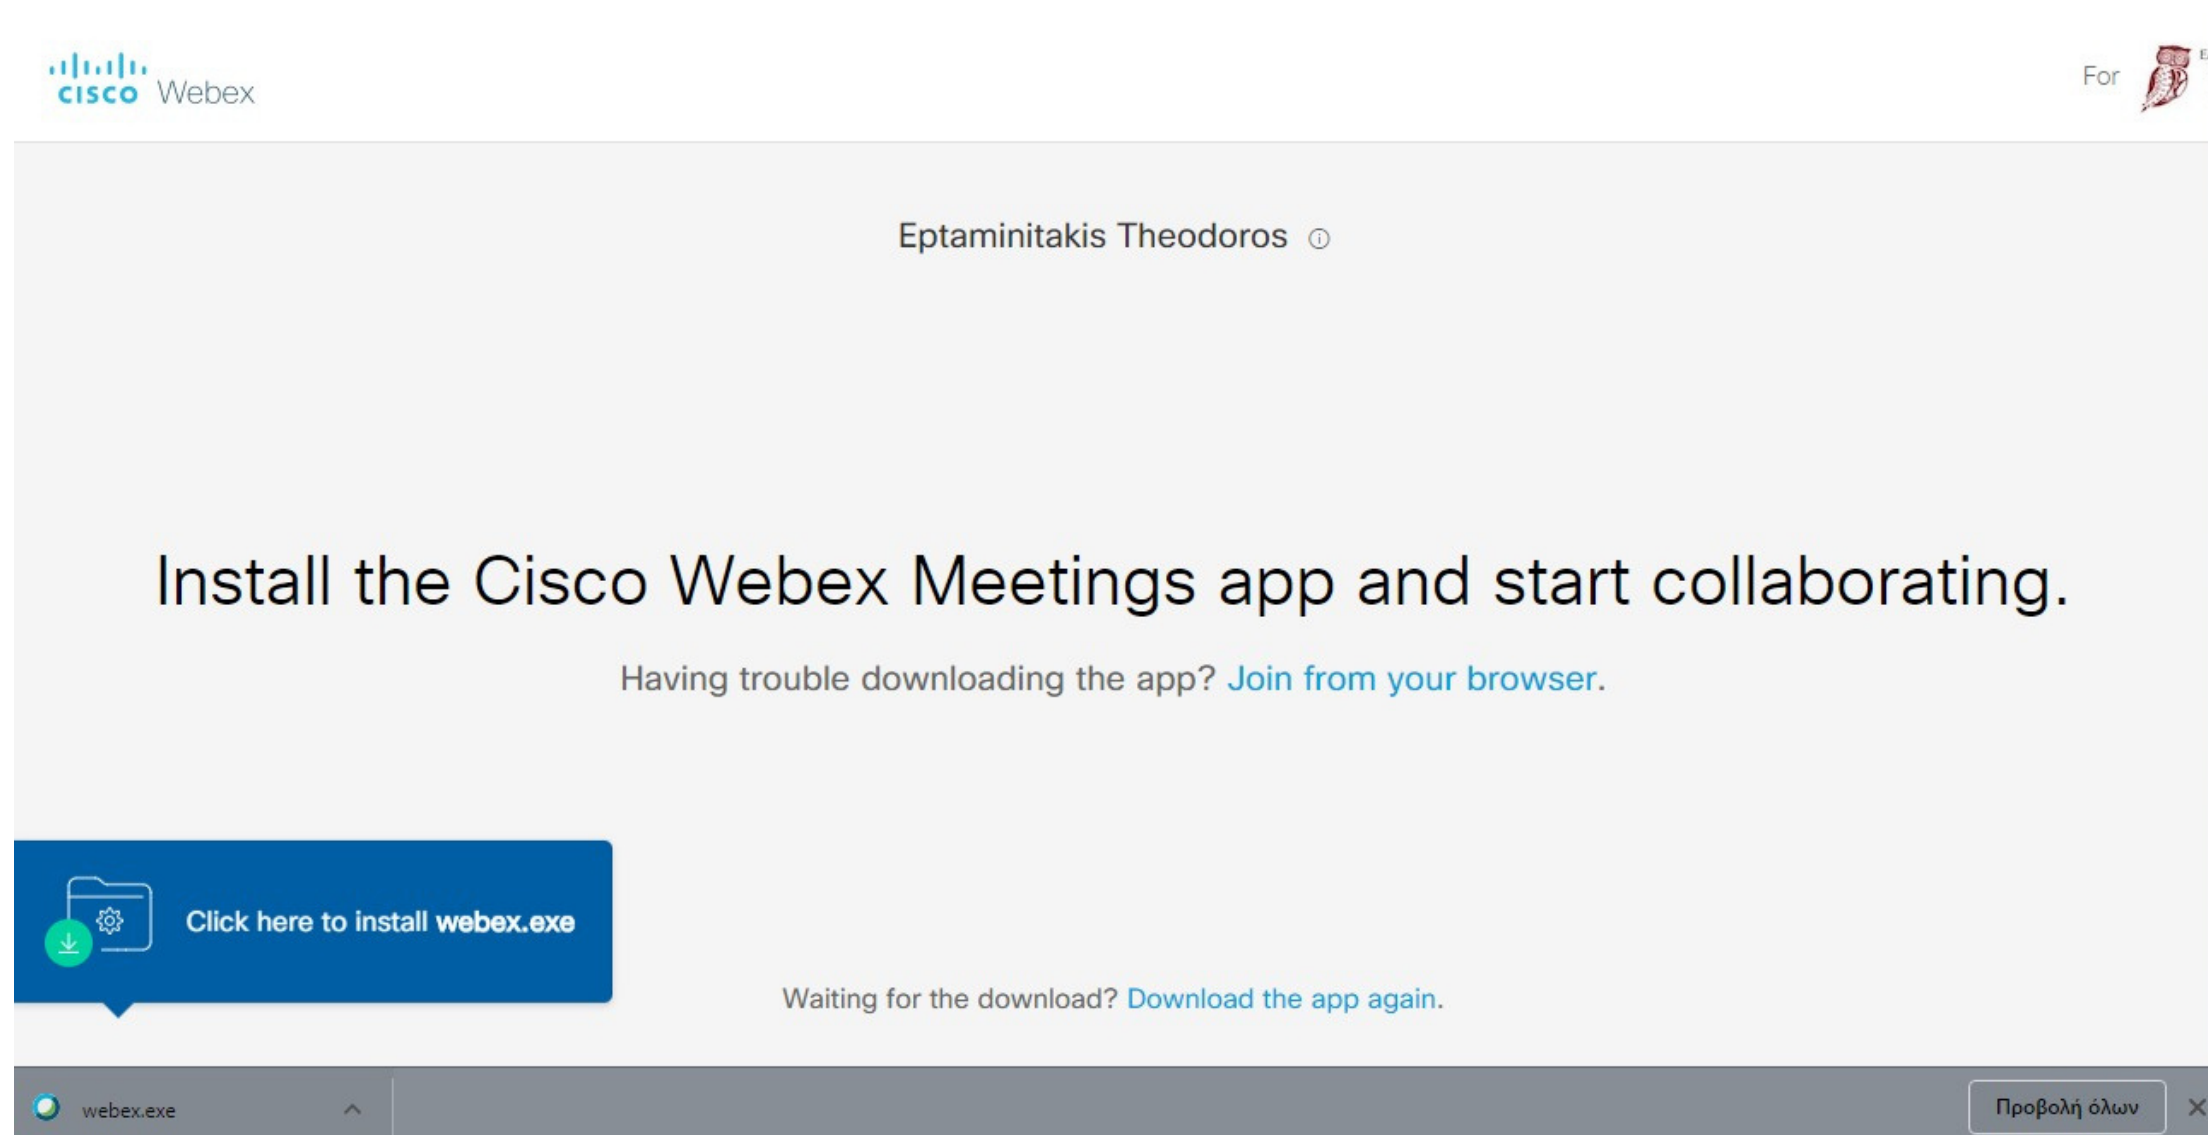 cisco Webex
For
Eptaminitakis Theodoros
Install the Cisco Webex Meetings app and start collaborating.
Having trouble downloading the app? Join from your browser.
Click here to install webex.exe
Waiting for the download? Download the app again.
webex.exe
Προβολή όλων